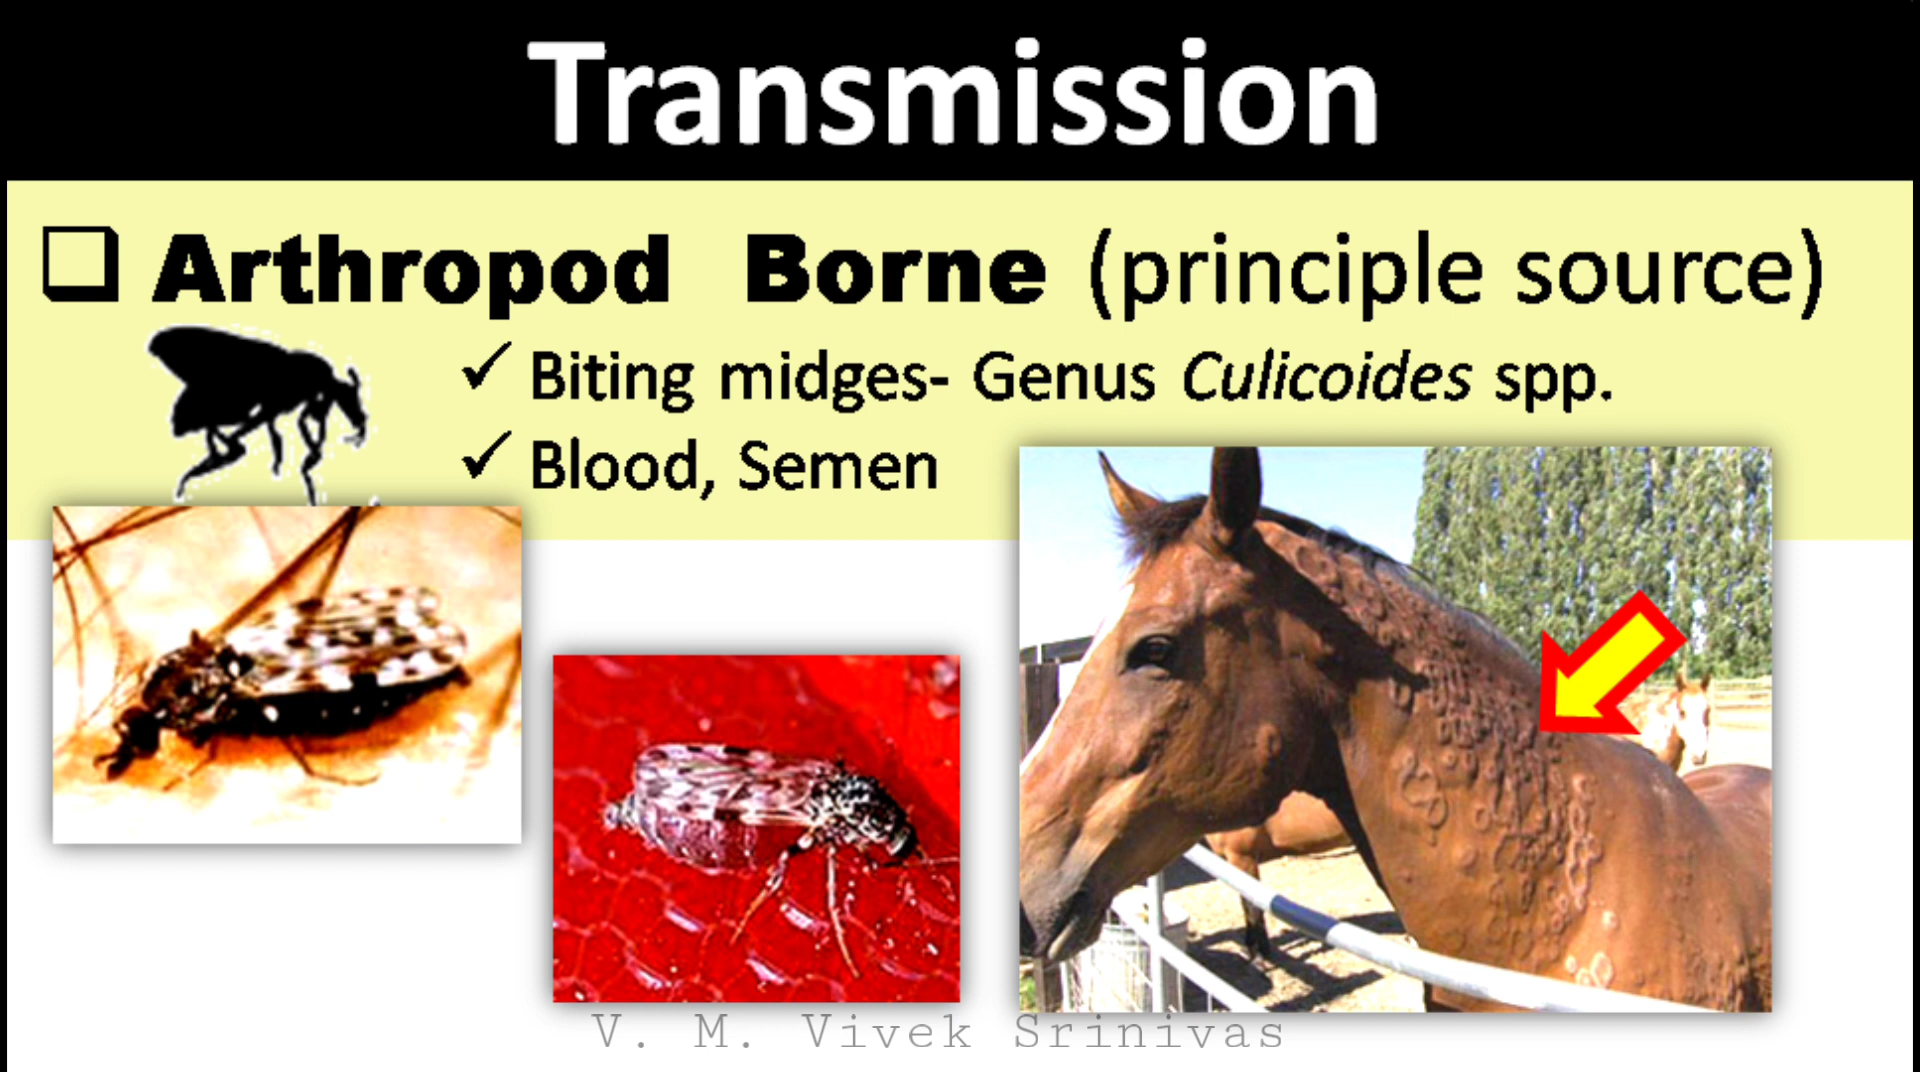 Transmission
❑ Arthropod Borne (principle source)
✓ Biting midges- Genus Culicoides spp.
✓ Blood, Semen
V. M. Vivek Srinivas